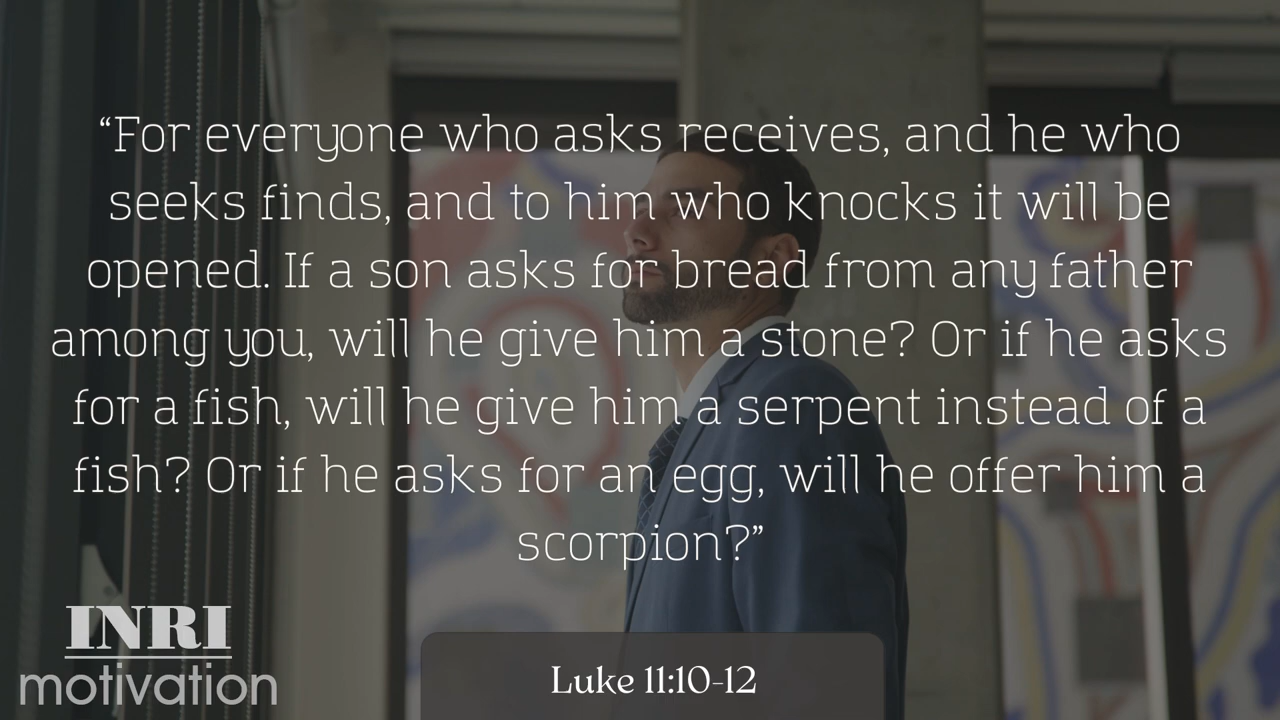 “For everyone who asks receives, and he who
seeks finds, and to him who knocks it will be
opened. If a son asks for bread from any father
among you, will he give him a stone? Or if he asks
for a fish, will he give him a serpent instead of a
fish? Or if he asks for an egg, will he offer him a
scorpion?”
INRI
motivation
Luke 11:10-12